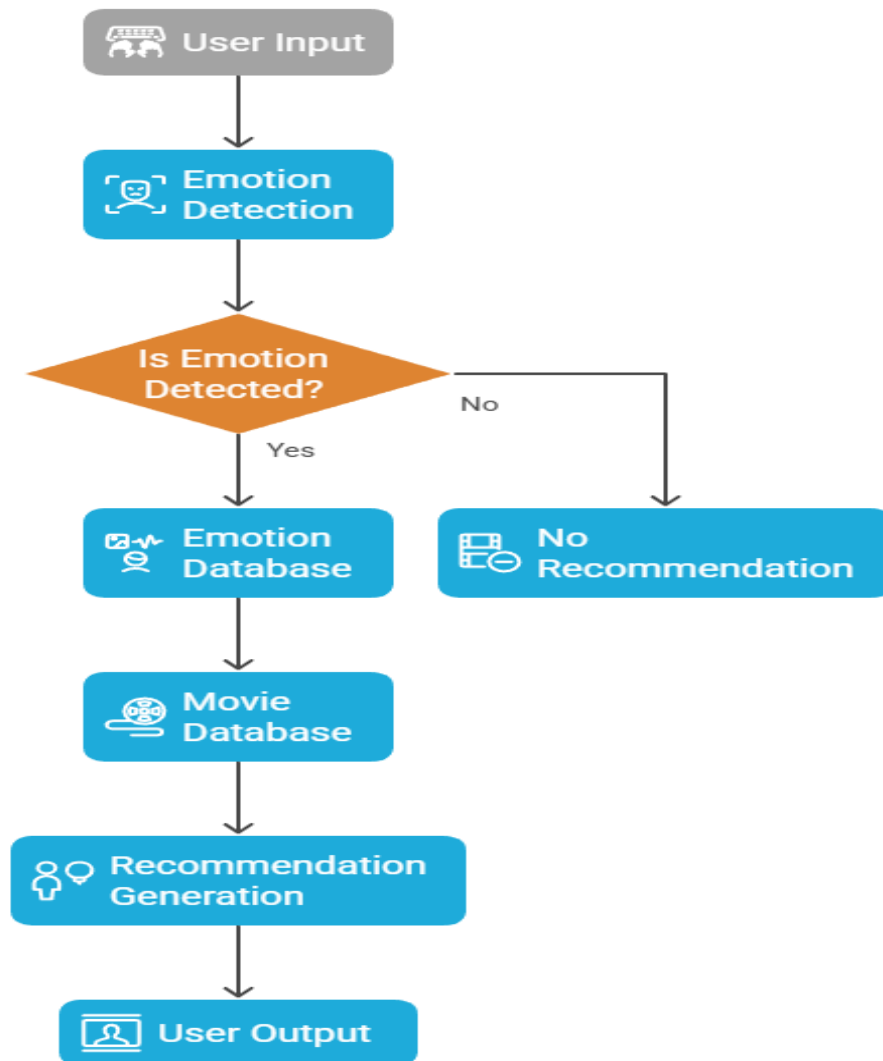 User Input
Emotion
Detection
Is Emotion
Detected?
No
Yes
Emotion
Database
No
Recommendation
Movie
Database
Recommendation
Generation
User Output